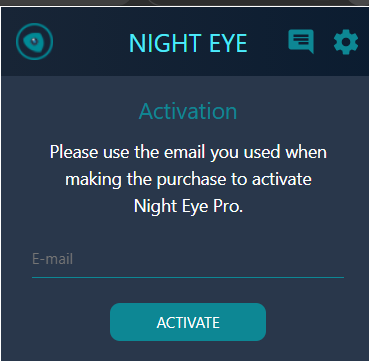 NIGHT EYE
Activation
Please use the email you used when
making the purchase to activate
Night Eye Pro.
E-mail
ACTIVATE